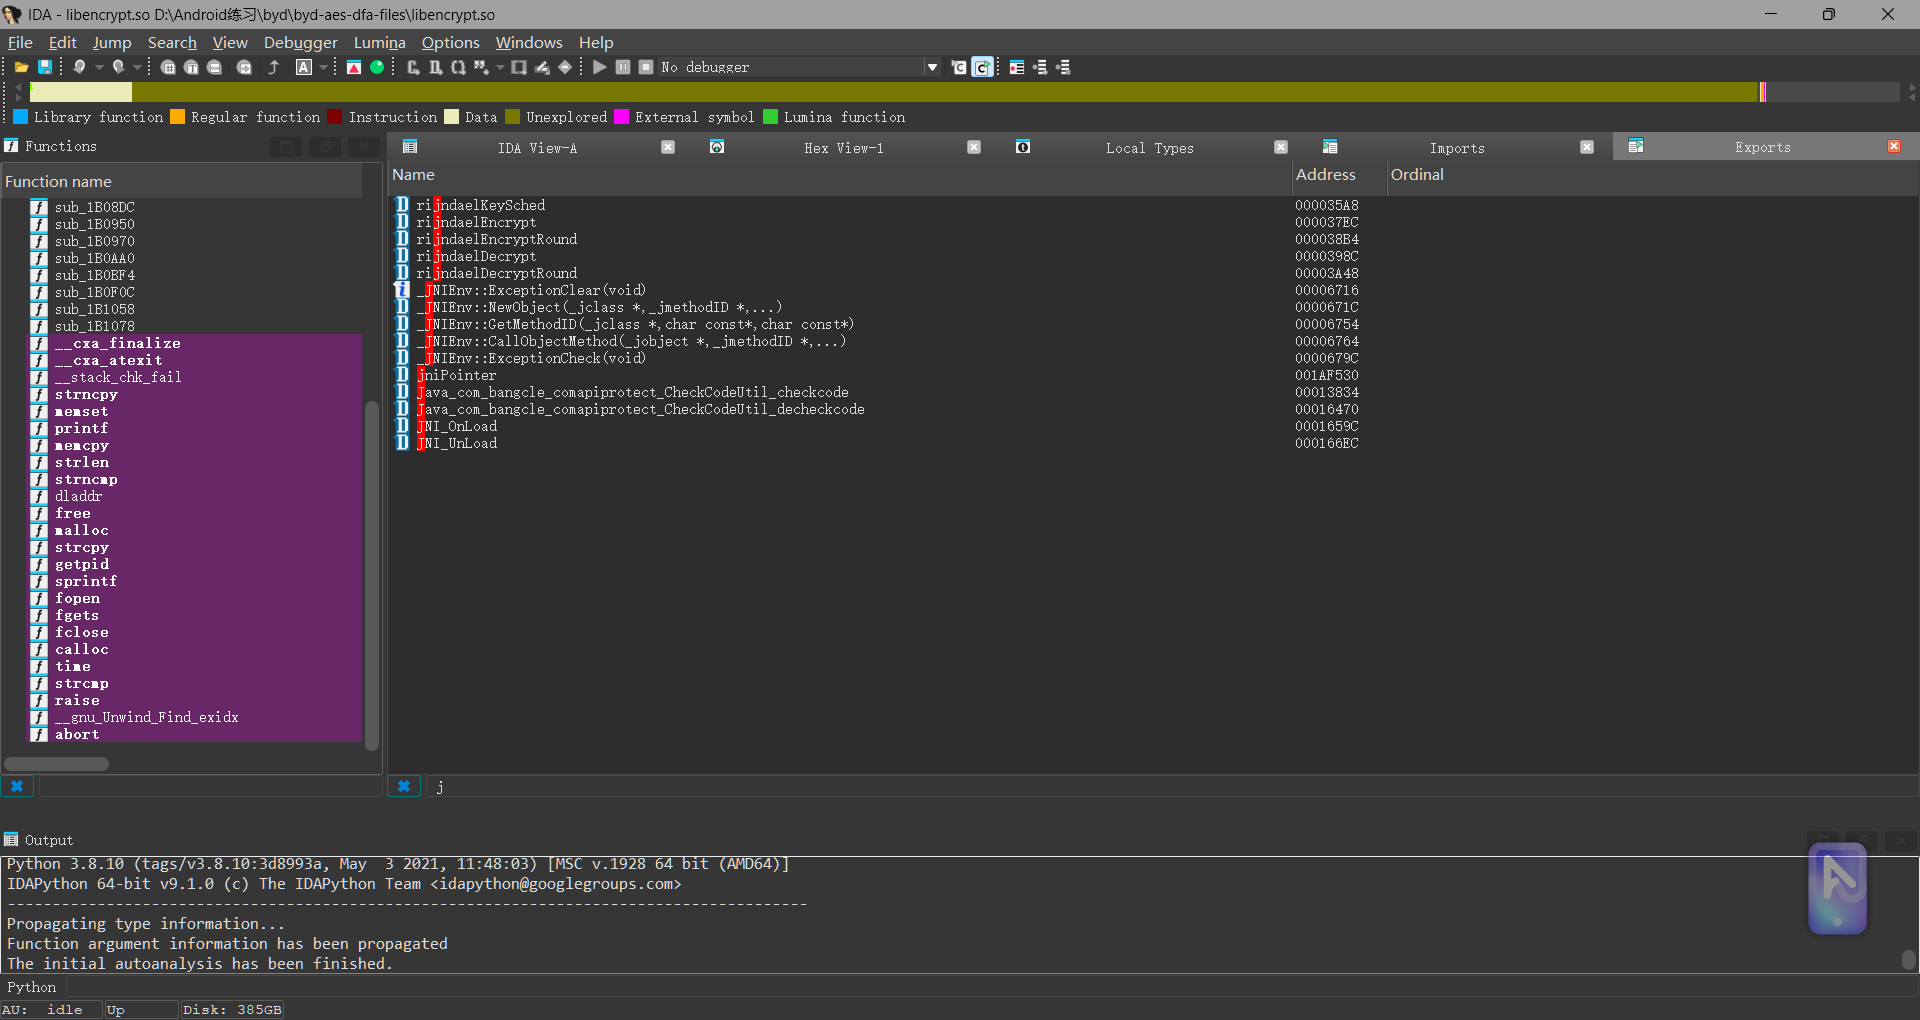 IDA - libencrypt.so D:\Android练习\byd\byd-aes-dfa-files\libencrypt.so
File Edit Jump Search View Debugger Lumina Options Windows Help
No debugger
Library function Regular function Instruction Data Unexplored External symbol Lumina function
Functions
IDA View-A Hex View-1 Local Types Imports Exports
Function name
sub_1B08DC
sub_1B0950
sub_1B0970
sub_1B0AA0
sub_1B0BF4
sub_1B0F0C
sub_1B1058
sub_1B1078
__cxa_finalize
__cxa_atexit
__stack_chk_fail
strncpy
memset
printf
memcpy
strlen
strncmp
dladdr
free
malloc
strcpy
getpid
sprintf
fopen
fgets
fclose
calloc
time
strcmp
raise
__gnu_Unwind_Find_exidx
abort
Name Address Ordinal
rijndaelKeySched 000035A8
rijndaelEncrypt 000037EC
rijndaelEncryptRound 000038B4
rijndaelDecrypt 0000398C
rijndaelDecryptRound 00003A48
_JNIEnv::ExceptionClear(void) 00006716
_JNIEnv::NewObject(_jclass *,_jmethodID *,...) 0000671C
_JNIEnv::GetMethodID(_jclass *,char const*,char const*) 00006754
_JNIEnv::CallObjectMethod(_jobject *,_jmethodID *,...) 00006764
_JNIEnv::ExceptionCheck(void) 0000679C
jniPointer 001AF530
Java_com_bangcle_comapiprotect_CheckCodeUtil_checkcode 00013834
Java_com_bangcle_comapiprotect_CheckCodeUtil_decheckcode 00016470
JNI_OnLoad 0001659C
JNI_UnLoad 000166EC
j
Output
Python 3.8.10 (tags/v3.8.10:3d8993a, May  3 2021, 11:48:03) [MSC v.1928 64 bit (AMD64)]
IDAPython 64-bit v9.1.0 (c) The IDAPython Team <idapython@googlegroups.com>
-----------------------------------------------------------------------------------------
Propagating type information...
Function argument information has been propagated
The initial autoanalysis has been finished.
Python
AU: idle Up Disk: 385GB